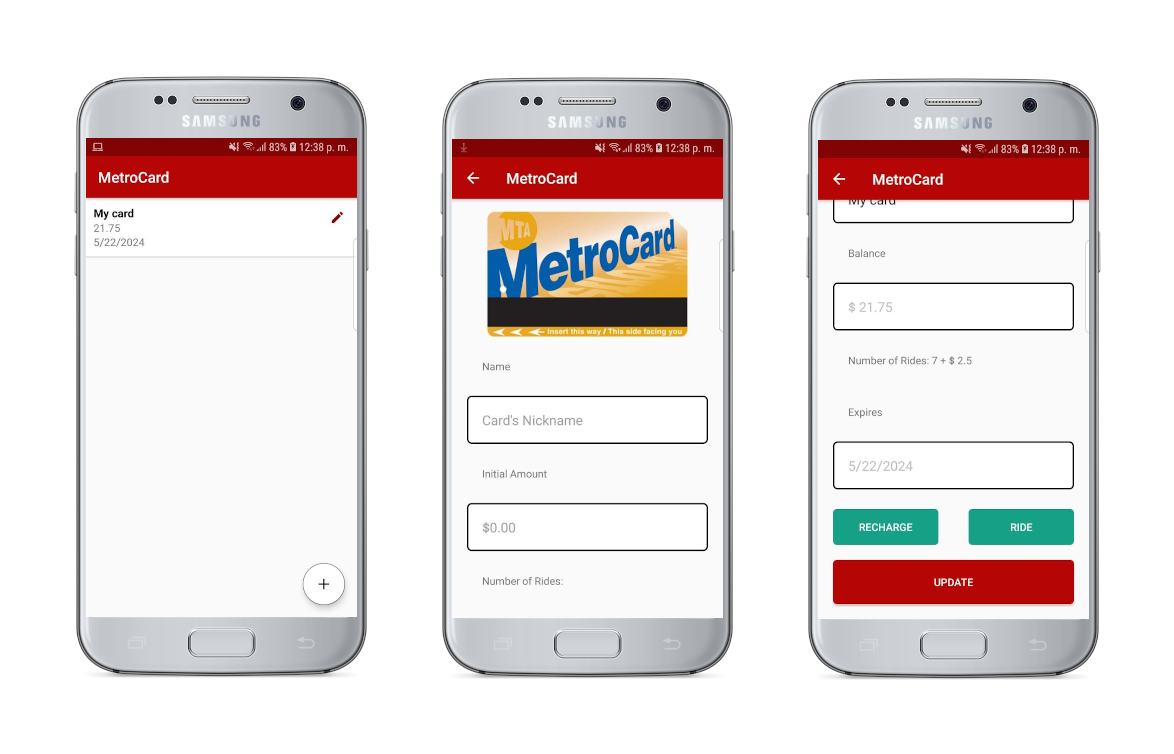 SAMSUNG
83% 12:38 p. m.
MetroCard
My card
21.75
5/22/2024
+
SAMSUNG
83% 12:38 p. m.
MetroCard
MTA
MetroCard
Insert this way / This side facing you
Name
Card's Nickname
Initial Amount
$0.00
Number of Rides:
SAMSUNG
83% 12:38 p. m.
MetroCard
My card
Balance
$ 21.75
Number of Rides: 7 + $ 2.5
Expires
5/22/2024
RECHARGE
RIDE
UPDATE